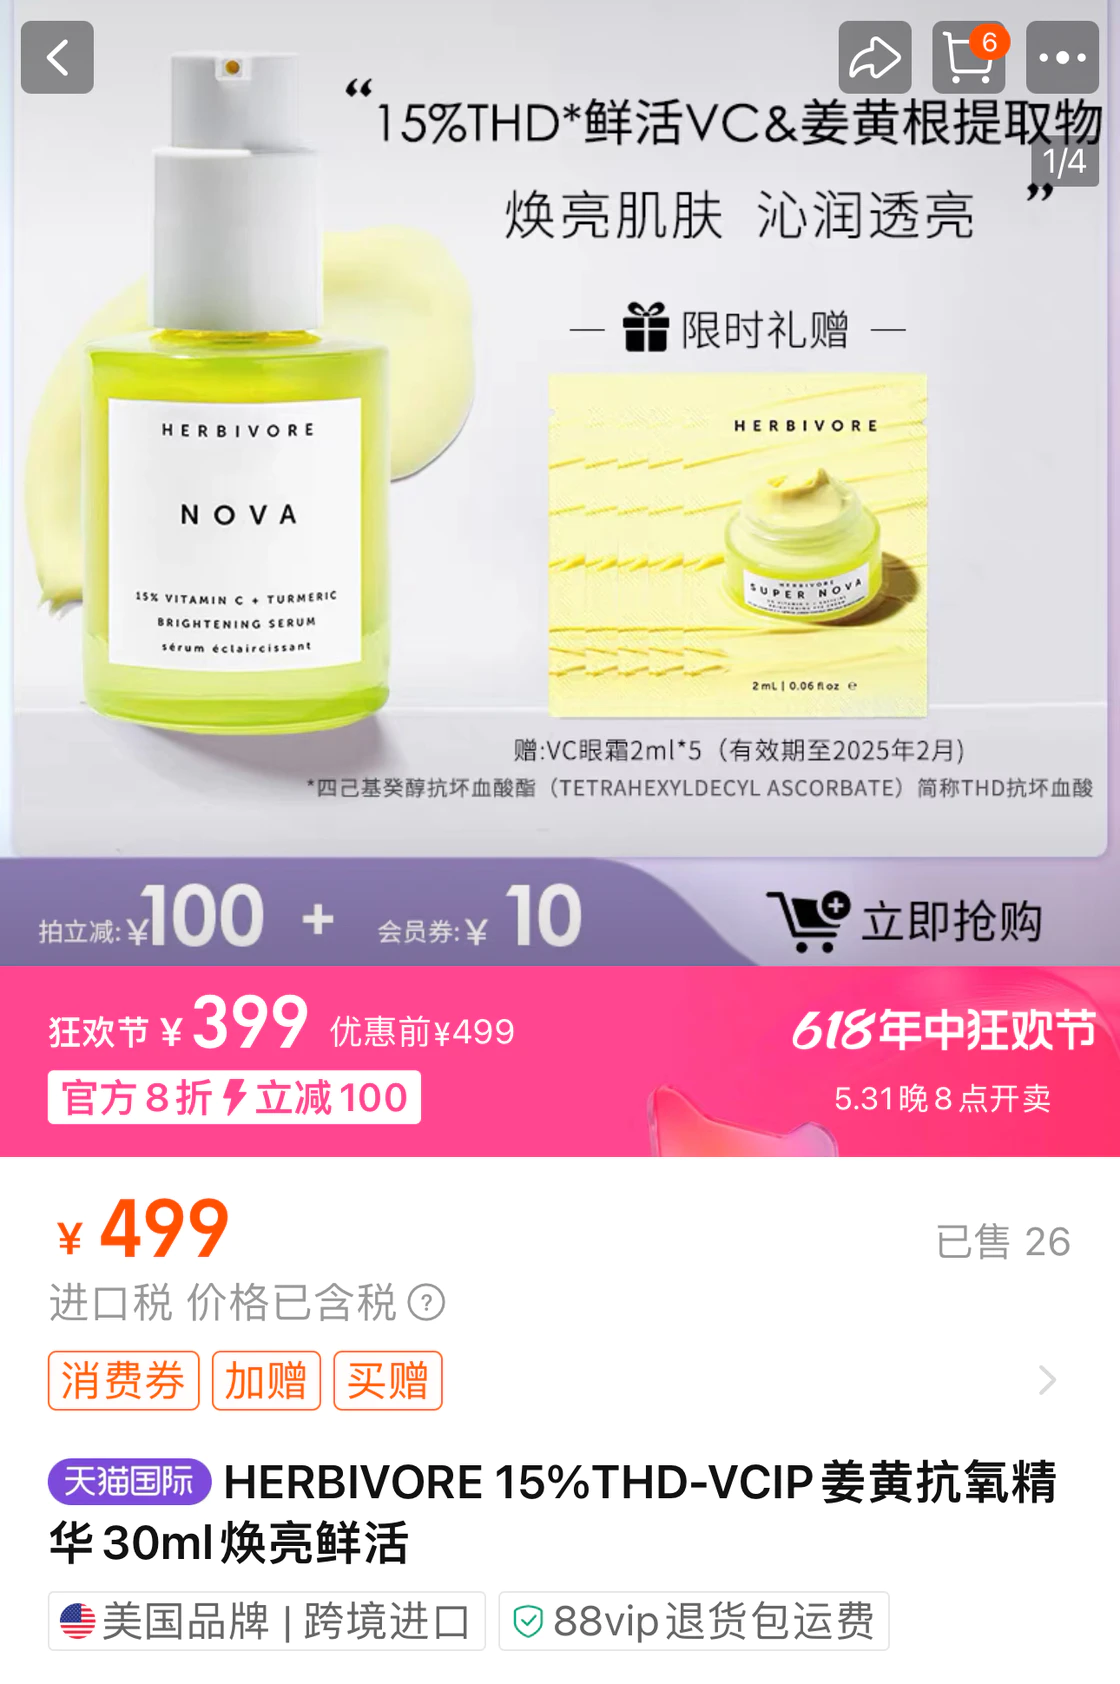 6
“15%THD*鲜活VC&姜黄根提取物
1/4
焕亮肌肤 沁润透亮”
限时礼赠
HERBIVORE
NOVA
15% VITAMIN C + TURMERIC
BRIGHTENING SERUM
sérum éclaircissant
HERBIVORE
HERBIVORE
SUPER NOVA
2mL | 0.06 fl oz ℮
赠:VC眼霜2ml*5（有效期至2025年2月)
*四己基癸醇抗坏血酸酯（TETRAHEXYLDECYL ASCORBATE）简称THD抗坏血酸
拍立减:¥100 + 会员券:¥ 10
立即抢购
狂欢节 ¥ 399 优惠前¥499
618年中狂欢节
官方8折 立减100
5.31晚8点开卖
¥ 499
已售 26
进口税 价格已含税 ?
消费券 加赠 买赠
天猫国际 HERBIVORE 15%THD-VCIP姜黄抗氧精
华30ml焕亮鲜活
美国品牌 | 跨境进口
88vip退货包运费